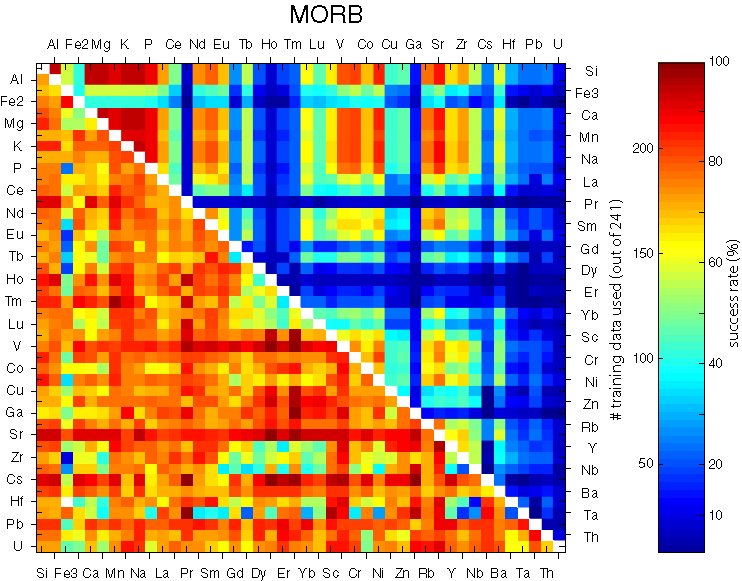 MORB
Al Fe2 Mg K P Ce Nd Eu Tb Ho Tm Lu V Co Cu Ga Sr Zr Cs Hf Pb U
Al
Fe2
Mg
K
P
Ce
Nd
Eu
Tb
Ho
Tm
Lu
V
Co
Cu
Ga
Sr
Zr
Cs
Hf
Pb
U
Si
Fe3
Ca
Mn
Na
La
Pr
Sm
Gd
Dy
Er
Yb
Sc
Cr
Ni
Zn
Rb
Y
Nb
Ba
Ta
Th
Si Fe3 Ca Mn Na La Pr Sm Gd Dy Er Yb Sc Cr Ni Zn Rb Y Nb Ba Ta Th
# training data used (out of 241)
200
150
100
50
100
80
60
40
20
10
success rate (%)